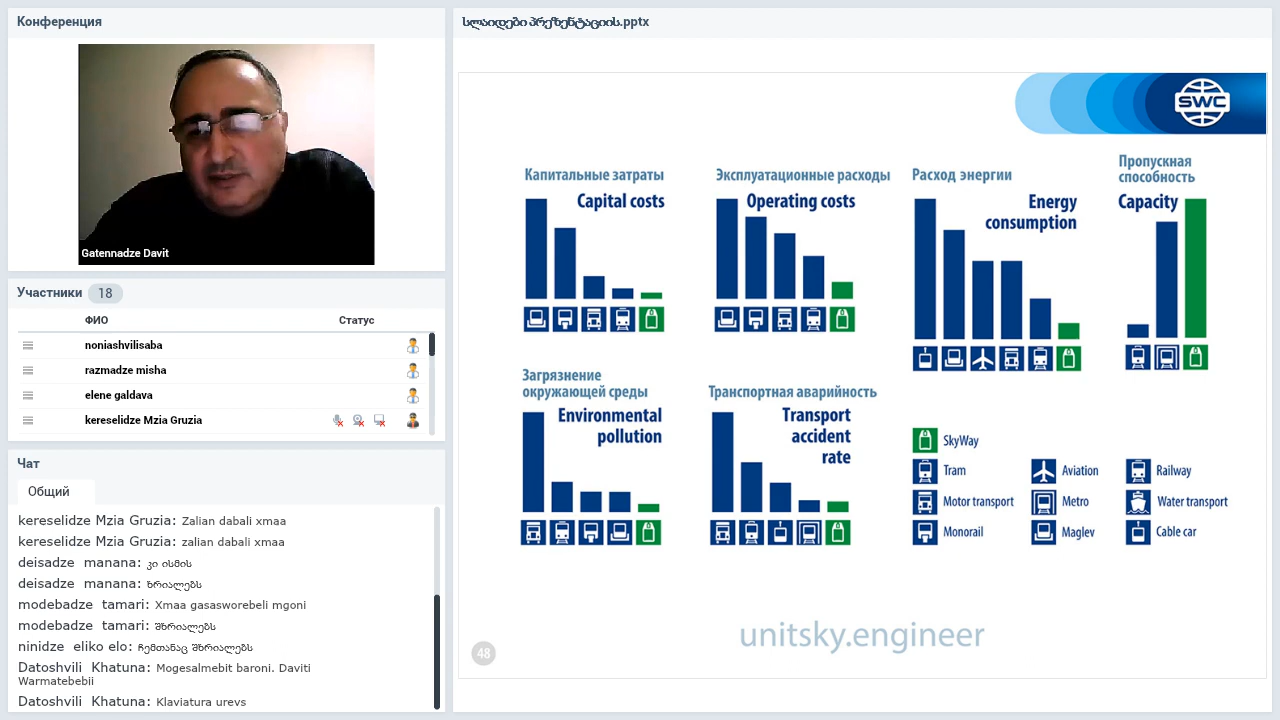 Конференция
Gatennadze Davit
Участники 18
ФИО Статус
noniashvilisaba
razmadze misha
elene galdava
kereselidze Mzia Gruzia
Чат
Общий
kereselidze Mzia Gruzia: Zalian dabali xmaa
kereselidze Mzia Gruzia: zalian dabali xmaa
deisadze manana: კი ისმის
deisadze manana: ხრიალებს
modebadze tamari: Xmaa gasasworebeli mgoni
modebadze tamari: შხრიალებს
ninidze eliko elo: ჩემთანაც შხრიალებს
Datoshvili Khatuna: Mogesalmebit baroni. Daviti
Warmatebebii
Datoshvili Khatuna: Klaviatura urevs
სლაიდები პრეზენტაციის.pptx
SWC
Капитальные затраты
Capital costs
Эксплуатационные расходы
Operating costs
Расход энергии
Energy
consumption
Пропускная
способность
Capacity
Загрязнение
окружающей среды
Environmental
pollution
Транспортная аварийность
Transport
accident
rate
SkyWay
Tram
Aviation
Railway
Motor transport
Metro
Water transport
Monorail
Maglev
Cable car
unitsky.engineer
48